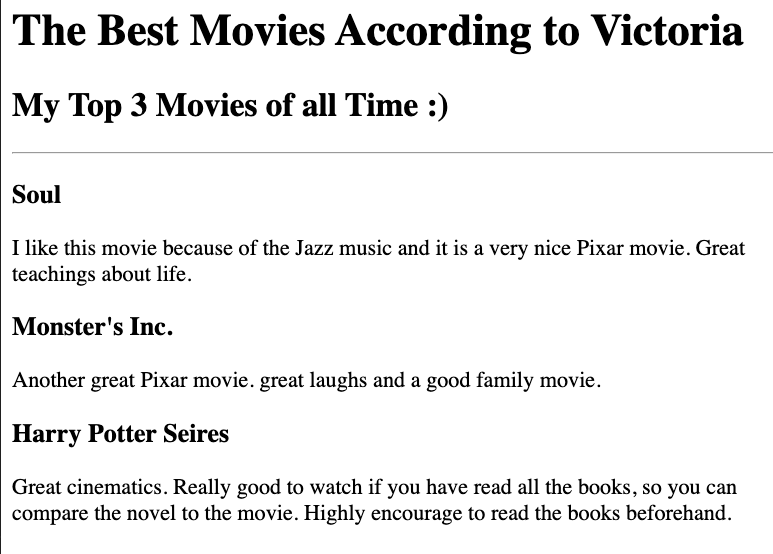 The Best Movies According to Victoria
My Top 3 Movies of all Time :)
Soul
I like this movie because of the Jazz music and it is a very nice Pixar movie. Great
teachings about life.
Monster's Inc.
Another great Pixar movie. great laughs and a good family movie.
Harry Potter Seires
Great cinematics. Really good to watch if you have read all the books, so you can
compare the novel to the movie. Highly encourage to read the books beforehand.